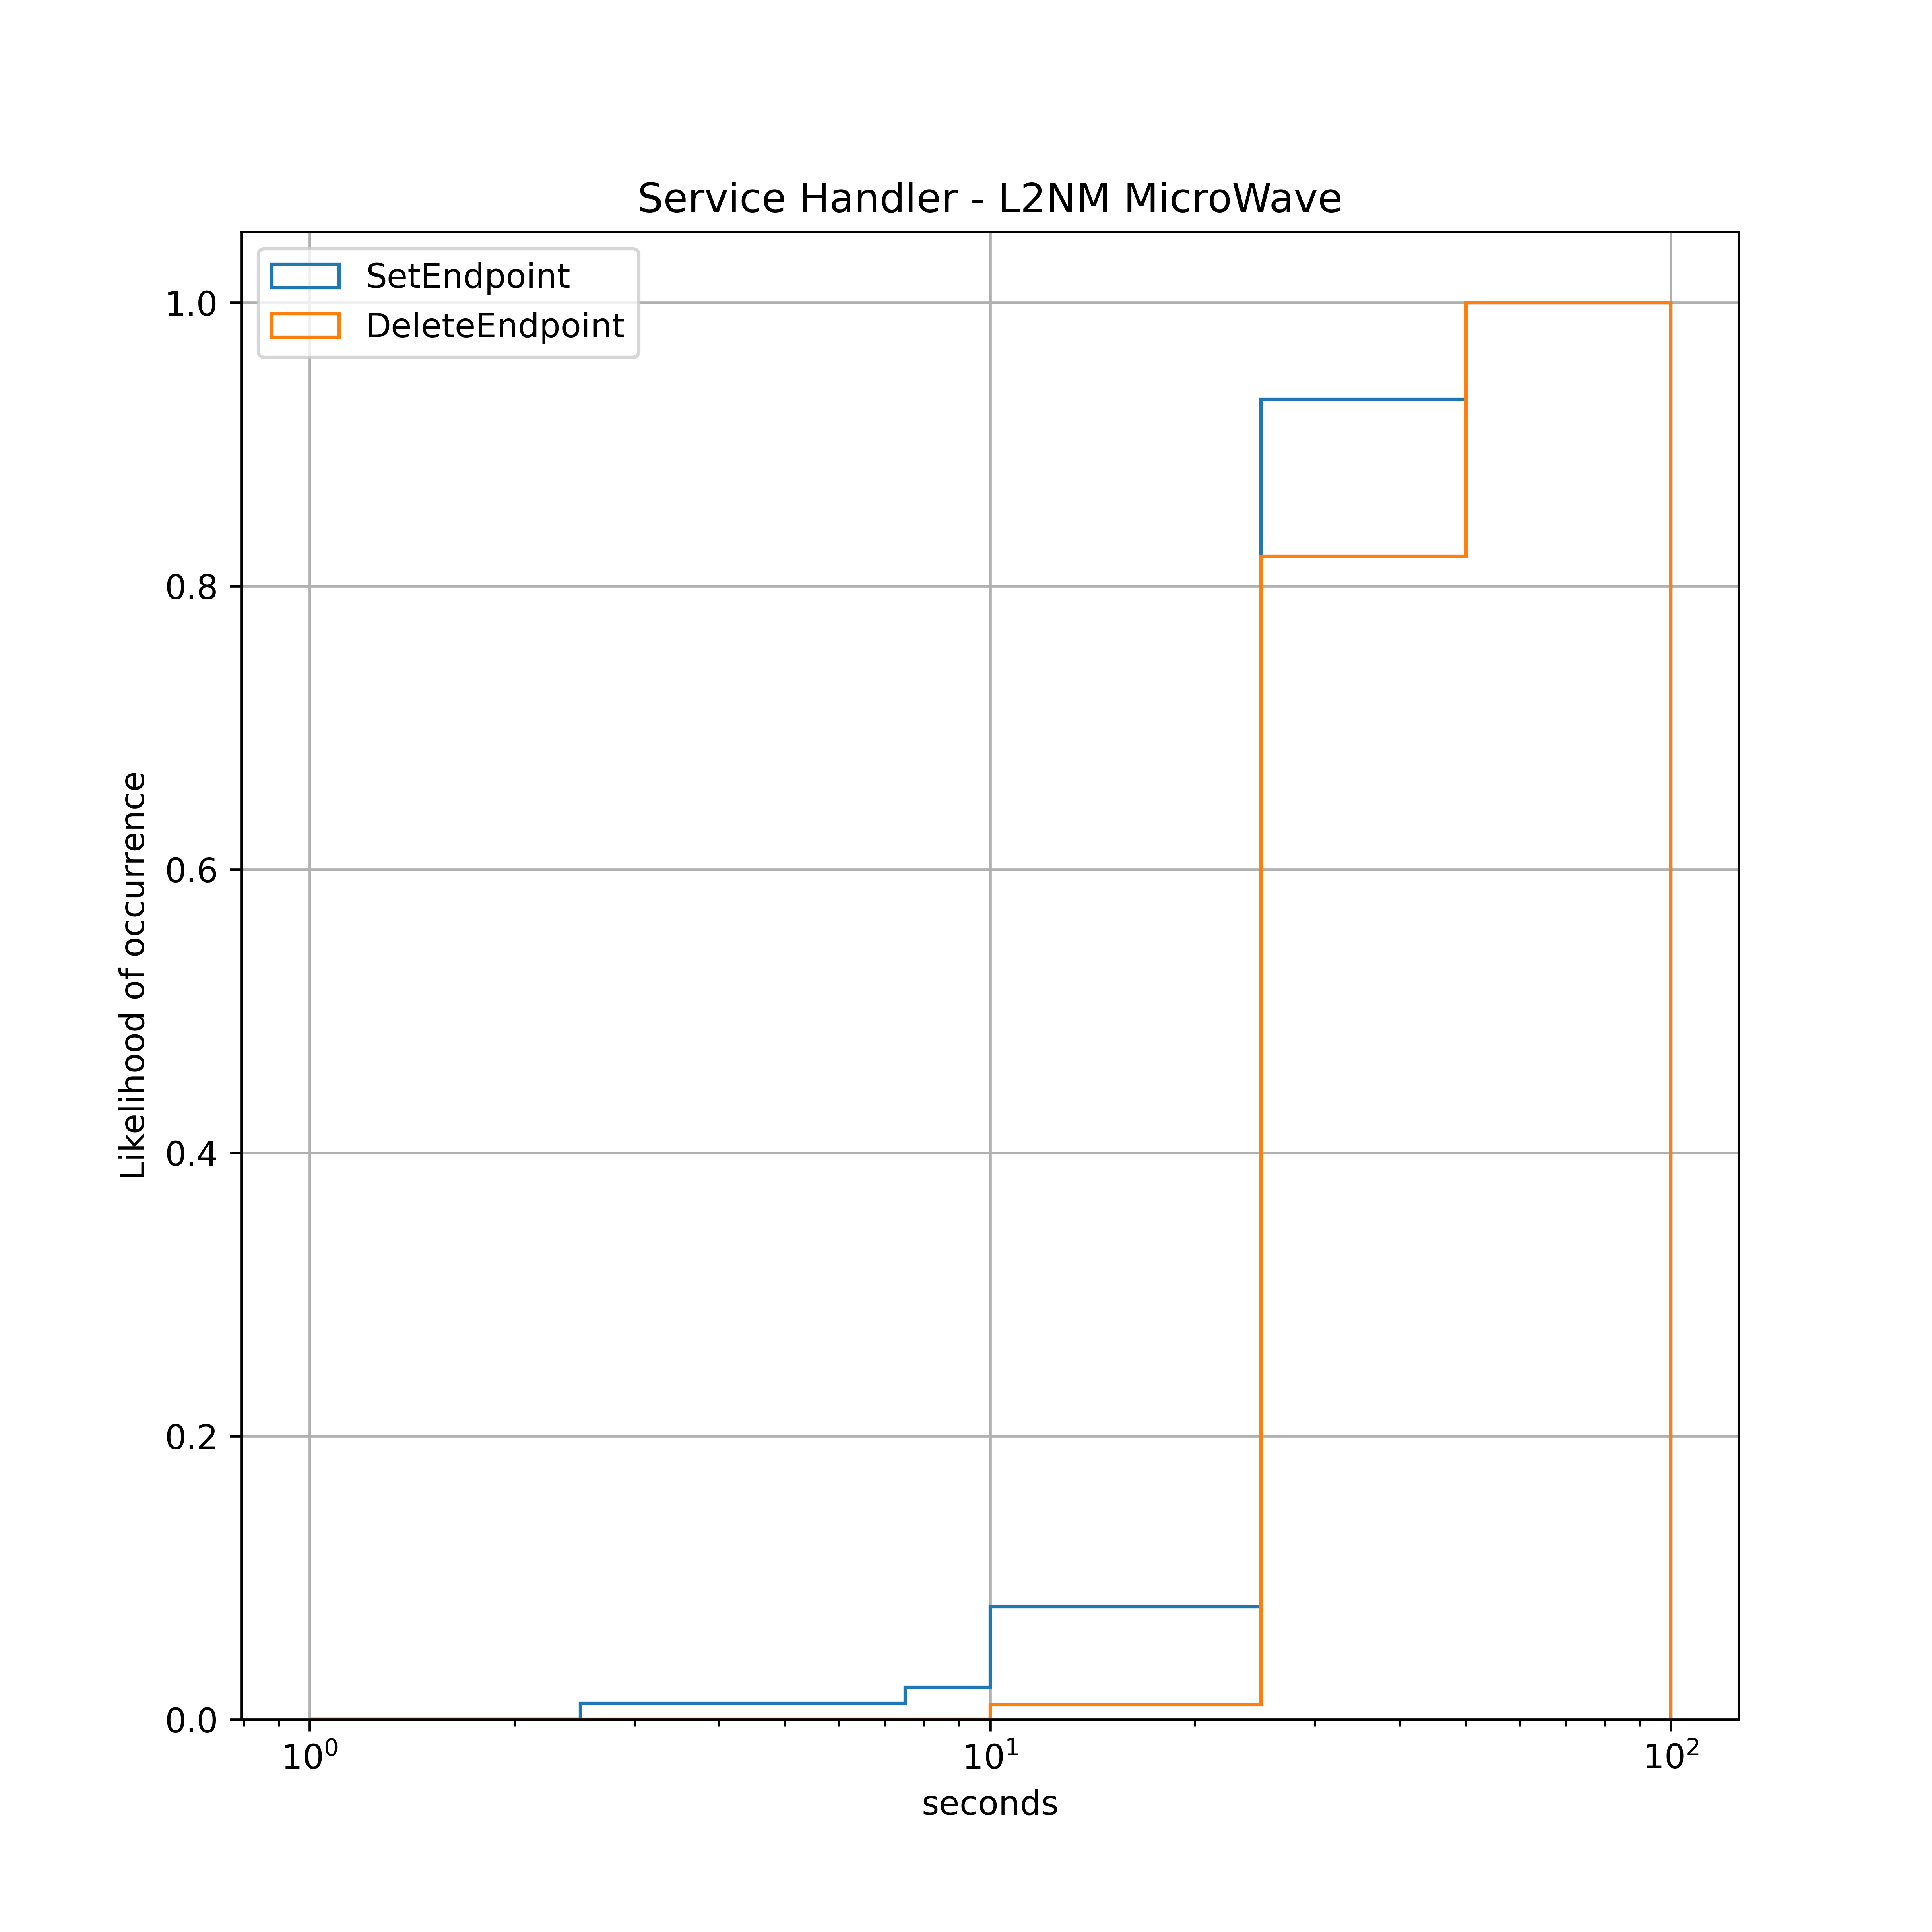 Service Handler - L2NM MicroWave
SetEndpoint
DeleteEndpoint
1.0
0.8
0.6
0.4
0.2
0.0
Likelihood of occurrence
10⁰
10¹
10²
seconds